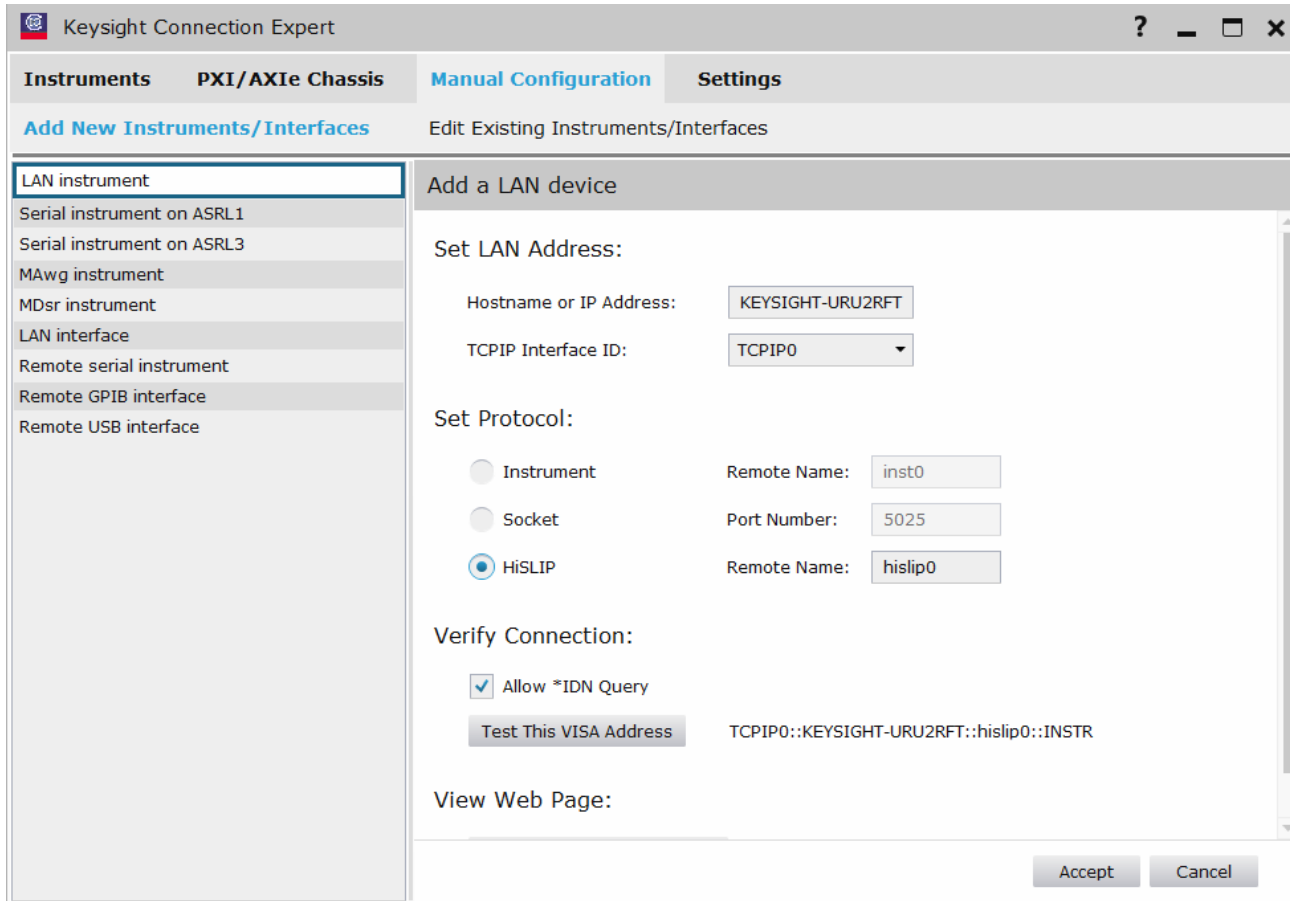 Keysight Connection Expert
?
Instruments PXI/AXIe Chassis Manual Configuration Settings
Add New Instruments/Interfaces Edit Existing Instruments/Interfaces
LAN instrument
Serial instrument on ASRL1
Serial instrument on ASRL3
MAwg instrument
MDsr instrument
LAN interface
Remote serial instrument
Remote GPIB interface
Remote USB interface
Add a LAN device
Set LAN Address:
Hostname or IP Address: KEYSIGHT-URU2RFT
TCPIP Interface ID: TCPIP0
Set Protocol:
Instrument Remote Name: inst0
Socket Port Number: 5025
HiSLIP Remote Name: hislip0
Verify Connection:
Allow *IDN Query
Test This VISA Address TCPIP0::KEYSIGHT-URU2RFT::hislip0::INSTR
View Web Page:
Accept Cancel